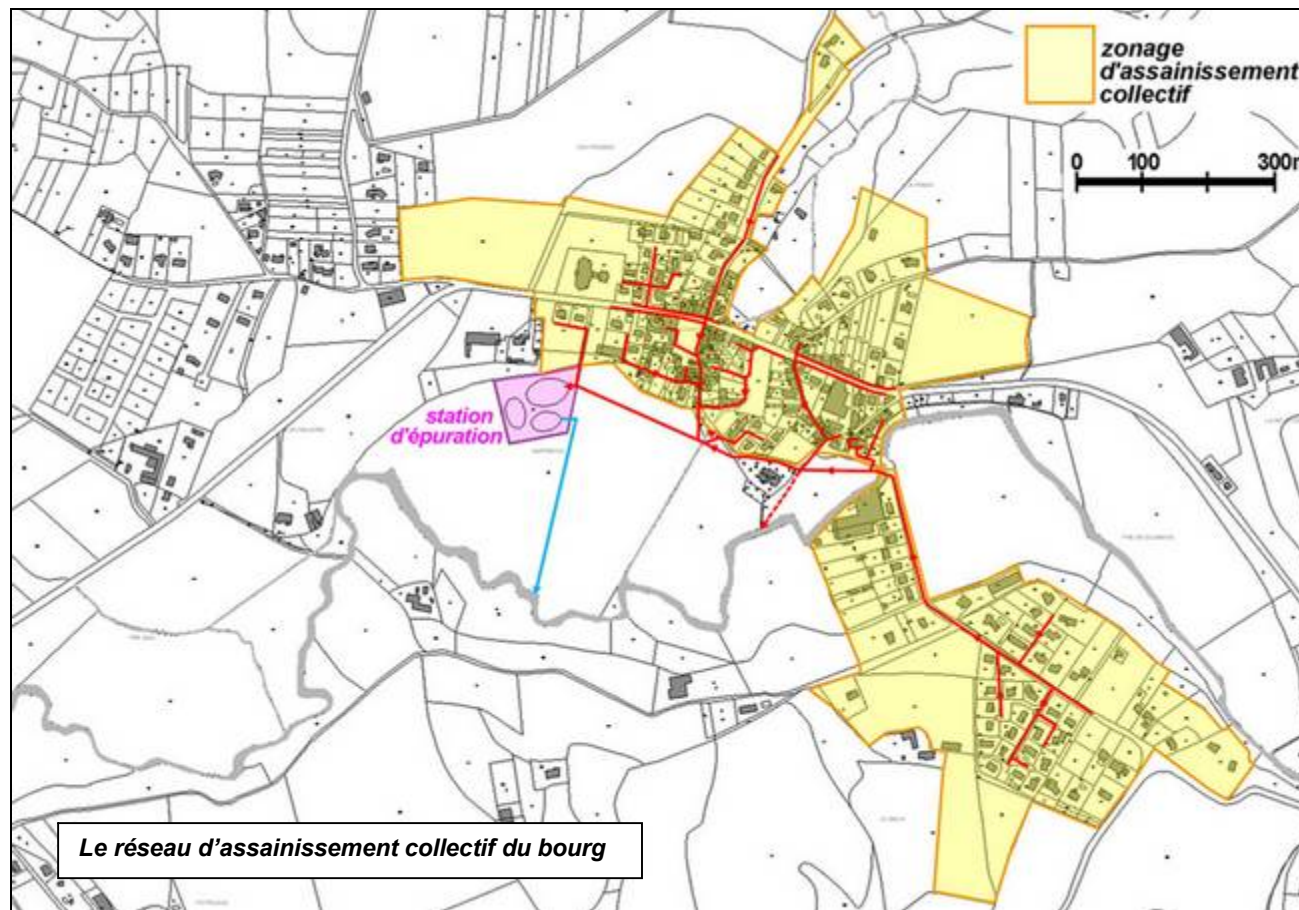 zonage
d'assainissement
collectif
0 100 300m
station
d'épuration
Le réseau d'assainissement collectif du bourg